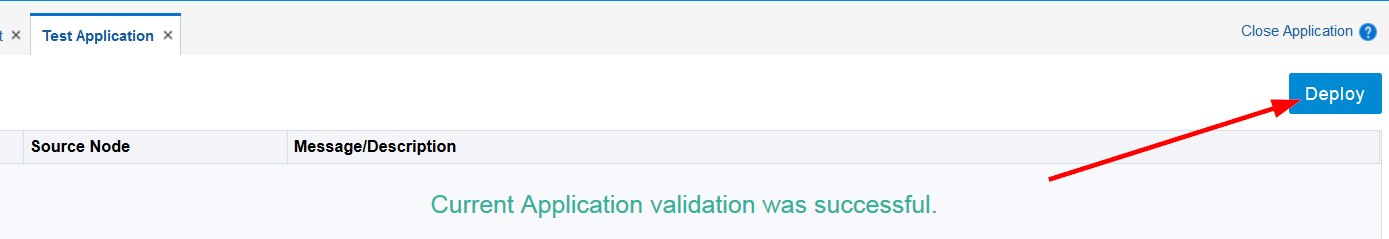 t × Test Application × Close Application ?
Deploy
Source Node Message/Description
Current Application validation was successful.